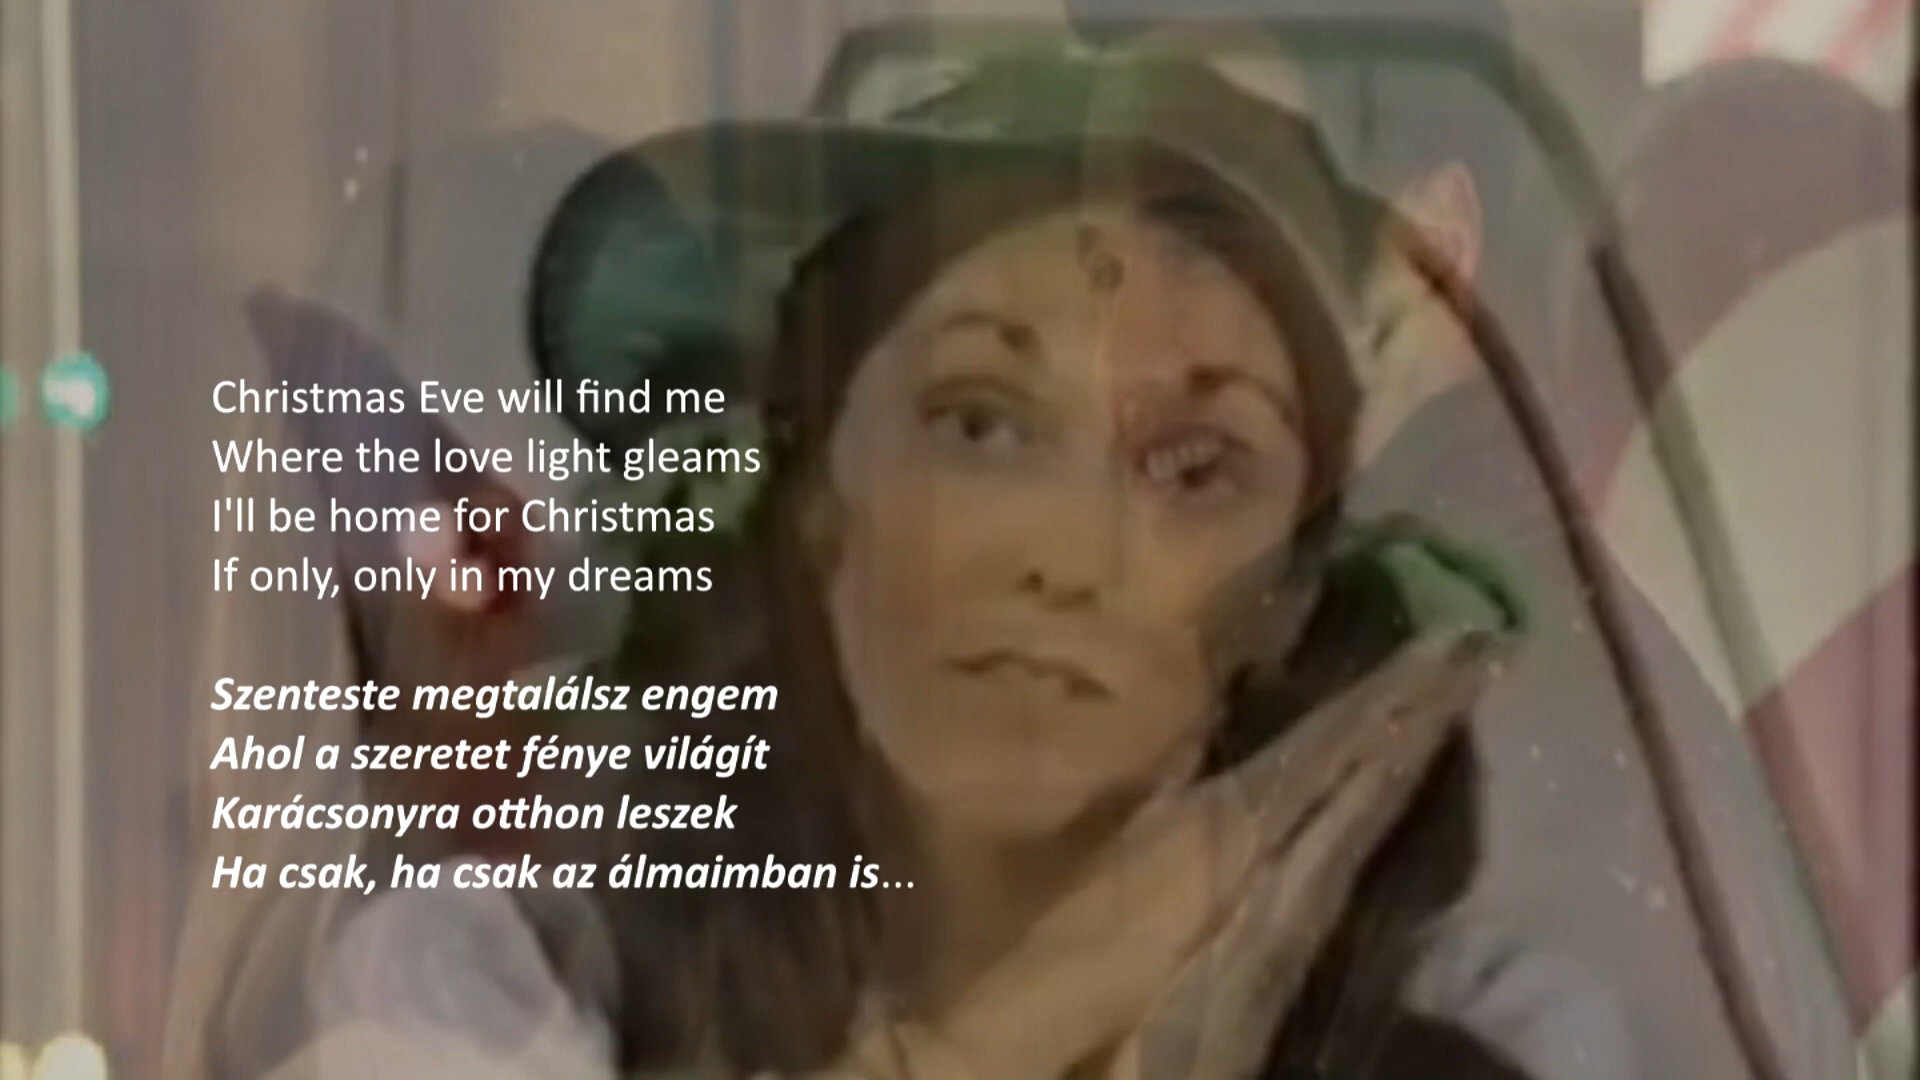 Christmas Eve will find me
Where the love light gleams
I'll be home for Christmas
If only, only in my dreams
Szenteste megtalálsz engem
Ahol a szeretet fénye világít
Karácsonyra otthon leszek
Ha csak, ha csak az álmaimban is...